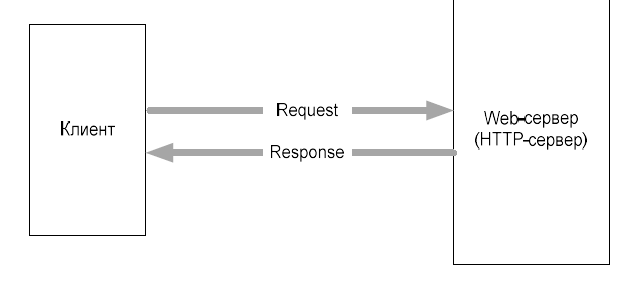 Клиент
Request
Response
Web-сервер
(HTTP-сервер)